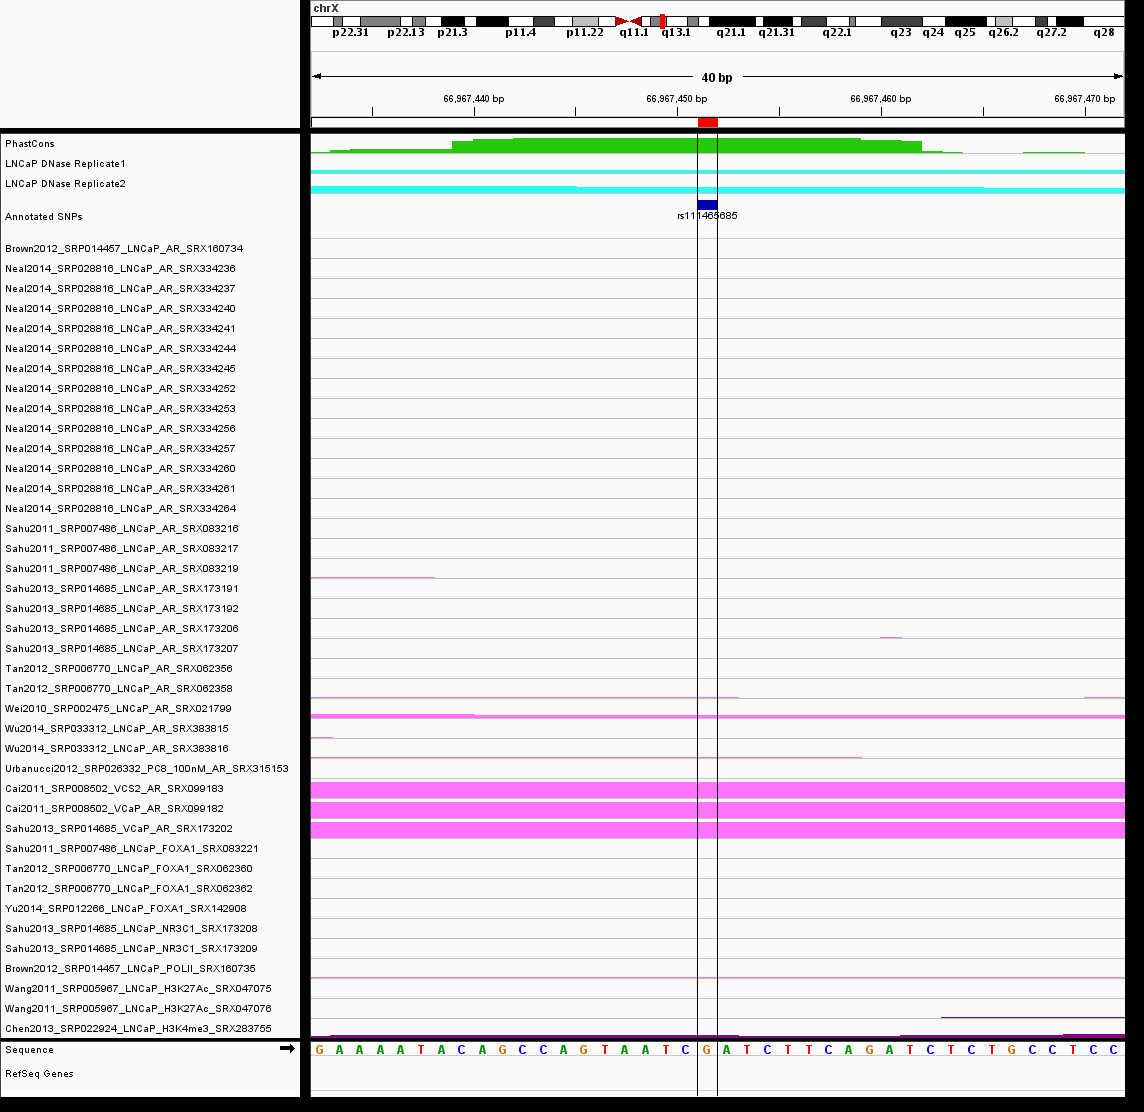 chrX
p22.31 p22.13 p21.3 p11.4 p11.22 q11.1 q13.1 q21.1 q21.31 q22.1 q23 q24 q25 q26.2 q27.2 q28
40 bp
66,967,440 bp 66,967,450 bp 66,967,460 bp 66,967,470 bp
PhastCons
LNCaP DNase Replicate1
LNCaP DNase Replicate2
Annotated SNPs
rs111465685
Brown2012_SRP014457_LNCaP_AR_SRX160734
Neal2014_SRP028816_LNCaP_AR_SRX334236
Neal2014_SRP028816_LNCaP_AR_SRX334237
Neal2014_SRP028816_LNCaP_AR_SRX334240
Neal2014_SRP028816_LNCaP_AR_SRX334241
Neal2014_SRP028816_LNCaP_AR_SRX334244
Neal2014_SRP028816_LNCaP_AR_SRX334245
Neal2014_SRP028816_LNCaP_AR_SRX334252
Neal2014_SRP028816_LNCaP_AR_SRX334253
Neal2014_SRP028816_LNCaP_AR_SRX334256
Neal2014_SRP028816_LNCaP_AR_SRX334257
Neal2014_SRP028816_LNCaP_AR_SRX334260
Neal2014_SRP028816_LNCaP_AR_SRX334261
Neal2014_SRP028816_LNCaP_AR_SRX334264
Sahu2011_SRP007486_LNCaP_AR_SRX083216
Sahu2011_SRP007486_LNCaP_AR_SRX083217
Sahu2011_SRP007486_LNCaP_AR_SRX083219
Sahu2013_SRP014685_LNCaP_AR_SRX173191
Sahu2013_SRP014685_LNCaP_AR_SRX173192
Sahu2013_SRP014685_LNCaP_AR_SRX173206
Sahu2013_SRP014685_LNCaP_AR_SRX173207
Tan2012_SRP006770_LNCaP_AR_SRX062356
Tan2012_SRP006770_LNCaP_AR_SRX062358
Wei2010_SRP002475_LNCaP_AR_SRX021799
Wu2014_SRP033312_LNCaP_AR_SRX383815
Wu2014_SRP033312_LNCaP_AR_SRX383816
Urbanucci2012_SRP026332_PC8_100nM_AR_SRX315153
Cai2011_SRP008502_VCS2_AR_SRX099183
Cai2011_SRP008502_VCaP_AR_SRX099182
Sahu2013_SRP014685_VCaP_AR_SRX173202
Sahu2011_SRP007486_LNCaP_FOXA1_SRX083221
Tan2012_SRP006770_LNCaP_FOXA1_SRX062360
Tan2012_SRP006770_LNCaP_FOXA1_SRX062362
Yu2014_SRP012266_LNCaP_FOXA1_SRX142908
Sahu2013_SRP014685_LNCaP_NR3C1_SRX173208
Sahu2013_SRP014685_LNCaP_NR3C1_SRX173209
Brown2012_SRP014457_LNCaP_POLII_SRX160735
Wang2011_SRP005967_LNCaP_H3K27Ac_SRX047075
Wang2011_SRP005967_LNCaP_H3K27Ac_SRX047076
Chen2013_SRP022924_LNCaP_H3K4me3_SRX283755
Sequence G A A A A T A C A G C C A G T A A T C G A T C T T C A G A T C T C T G C C T C C
RefSeq Genes